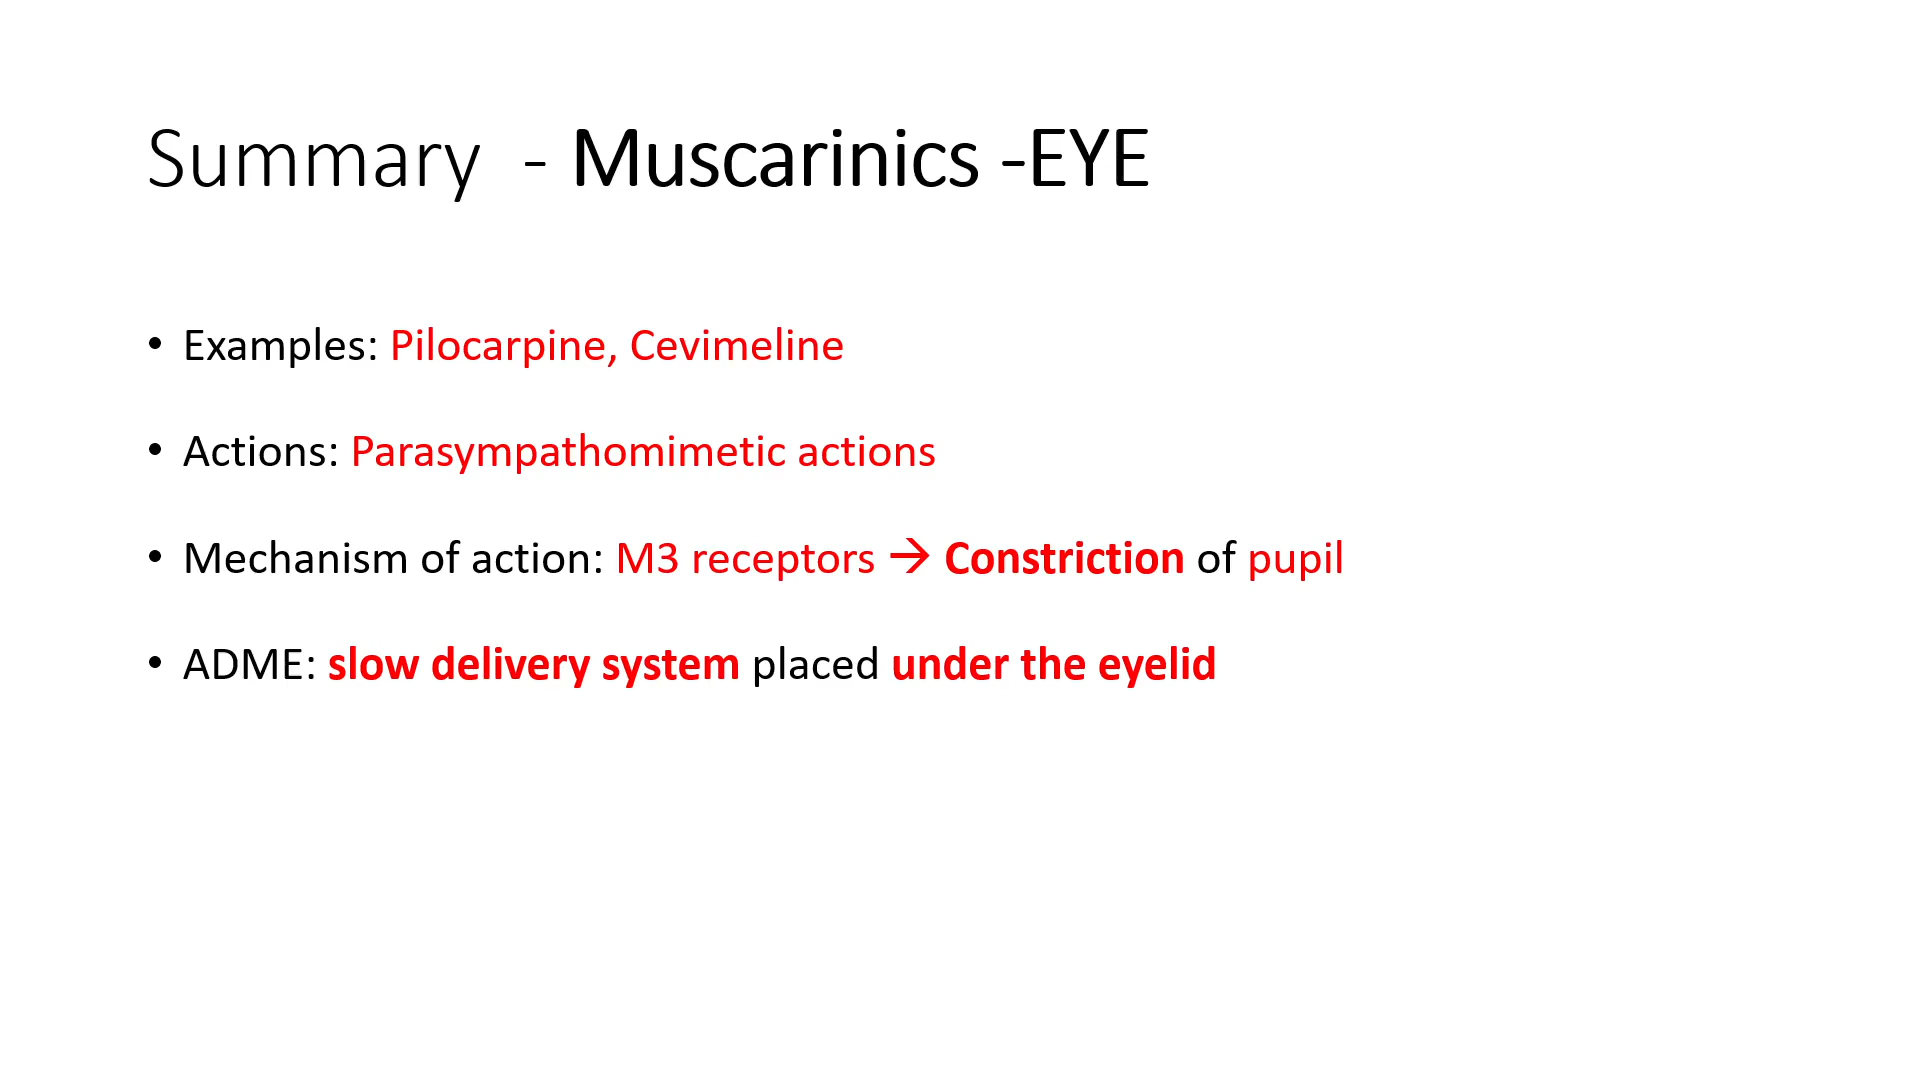 Summary - Muscarinics -EYE
• Examples: Pilocarpine, Cevimeline
• Actions: Parasympathomimetic actions
• Mechanism of action: M3 receptors → Constriction of pupil
• ADME: slow delivery system placed under the eyelid